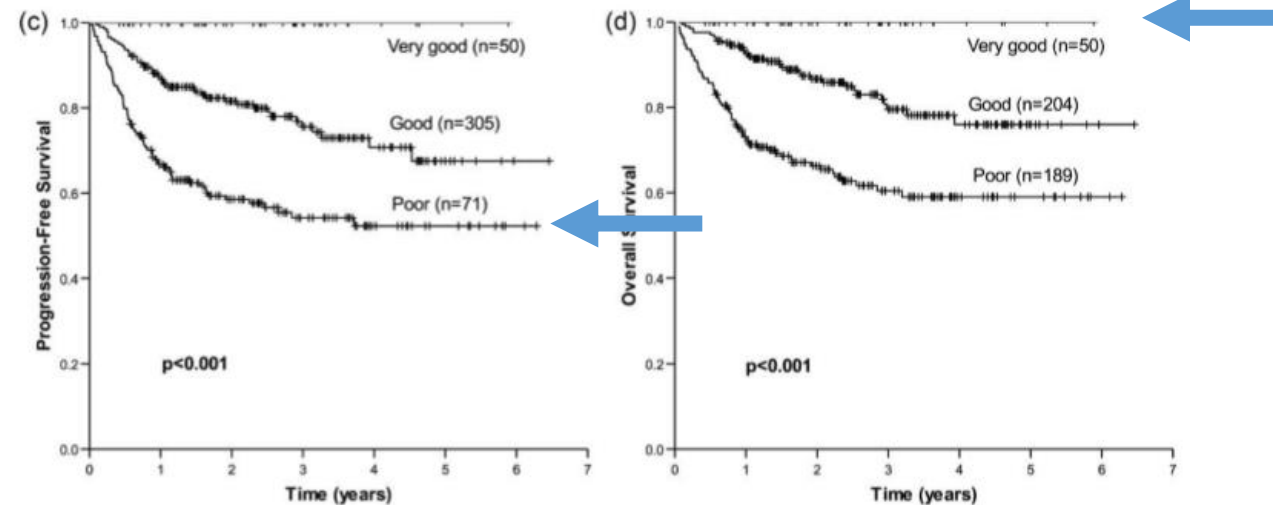 (c)
Progression-Free Survival
1.0
0.8
0.6
0.4
0.2
0.0
Very good (n=50)
Good (n=305)
Poor (n=71)
p<0.001
0 1 2 3 4 5 6 7
Time (years)
(d)
Overall Survival
1.0
0.8
0.6
0.4
0.2
0.0
Very good (n=50)
Good (n=204)
Poor (n=189)
p<0.001
0 1 2 3 4 5 6 7
Time (years)